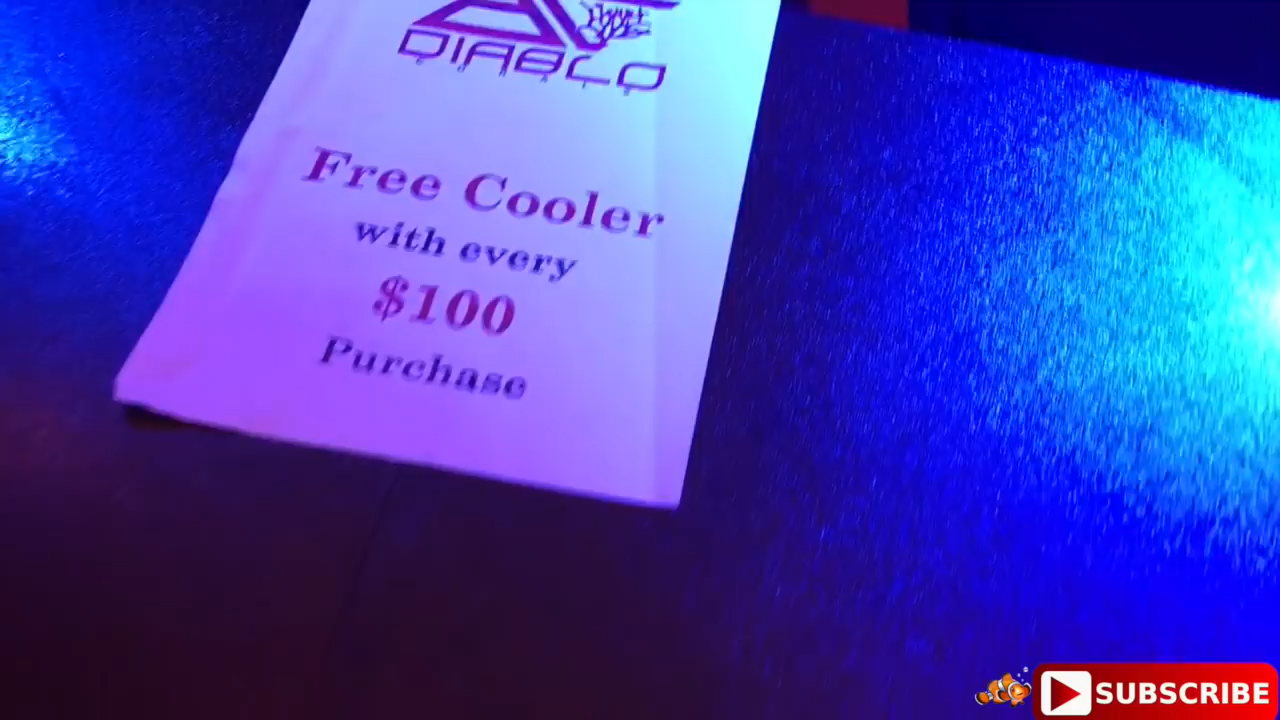 DIABLO
Free Cooler
with every
$100
Purchase
SUBSCRIBE